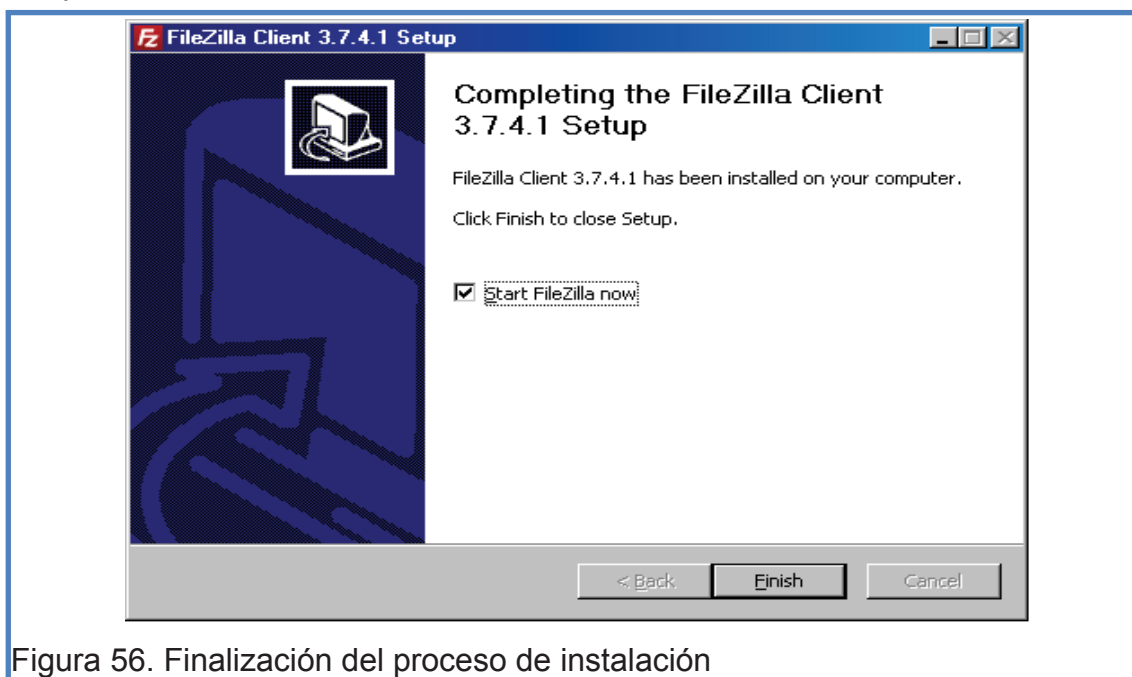 FileZilla Client 3.7.4.1 Setup
Completing the FileZilla Client
3.7.4.1 Setup
FileZilla Client 3.7.4.1 has been installed on your computer.
Click Finish to close Setup.
Start FileZilla now
< Back
Finish
Cancel
Figura 56. Finalización del proceso de instalación